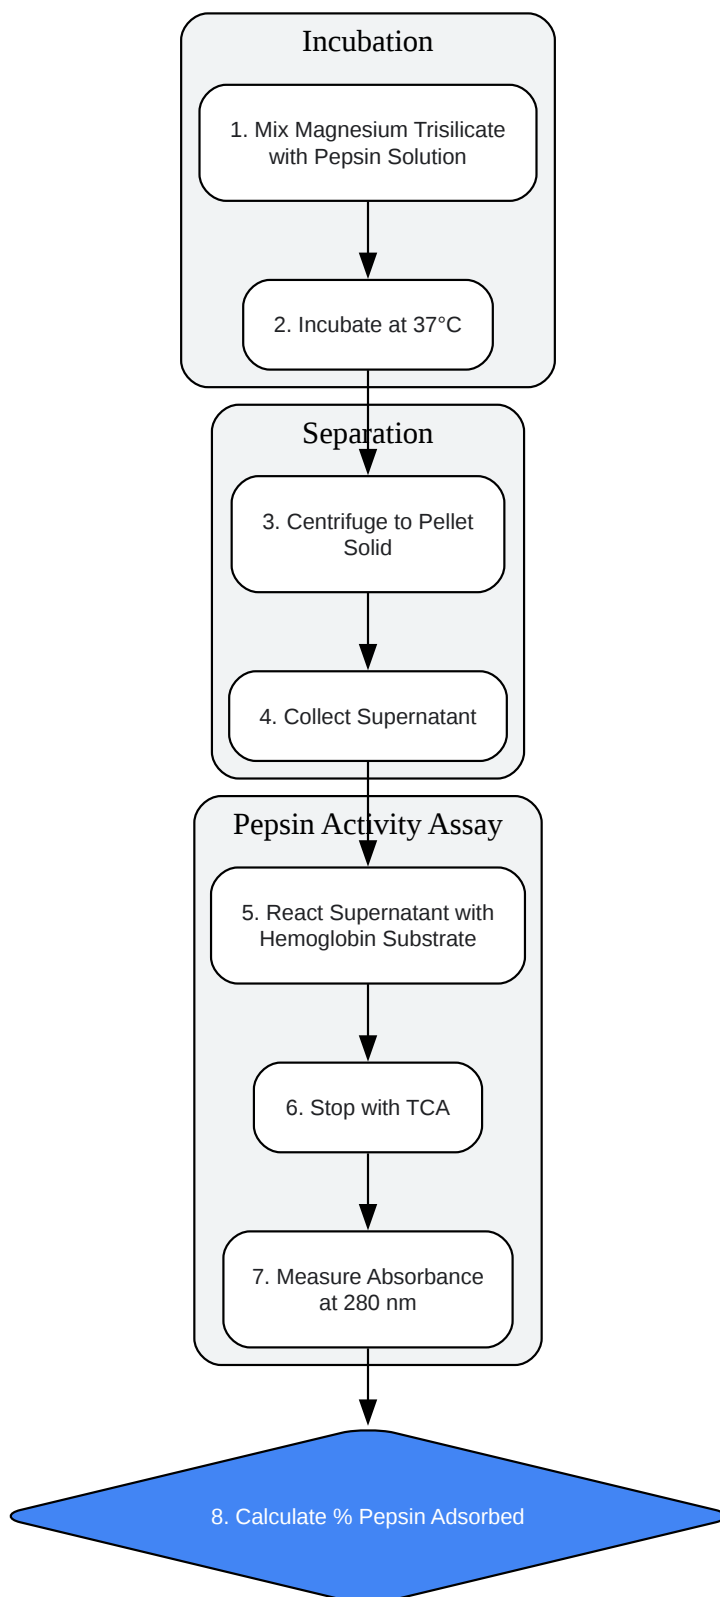 Incubation
1. Mix Magnesium Trisilicate
with Pepsin Solution
2. Incubate at 37°C
Separation
3. Centrifuge to Pellet
Solid
4. Collect Supernatant
Pepsin Activity Assay
5. React Supernatant with
Hemoglobin Substrate
6. Stop with TCA
7. Measure Absorbance
at 280 nm
8. Calculate % Pepsin Adsorbed